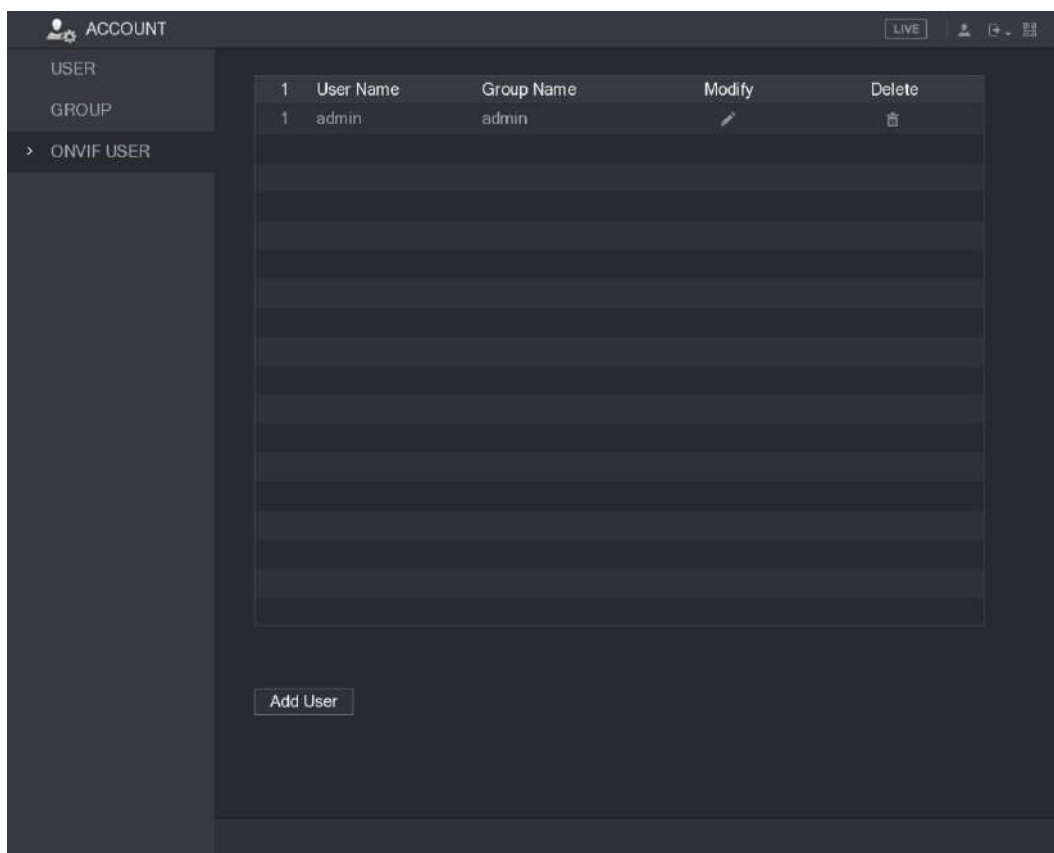 ACCOUNT LIVE
USER
GROUP
ONVIF USER
1 User Name Group Name Modify Delete
1 admin admin
Add User